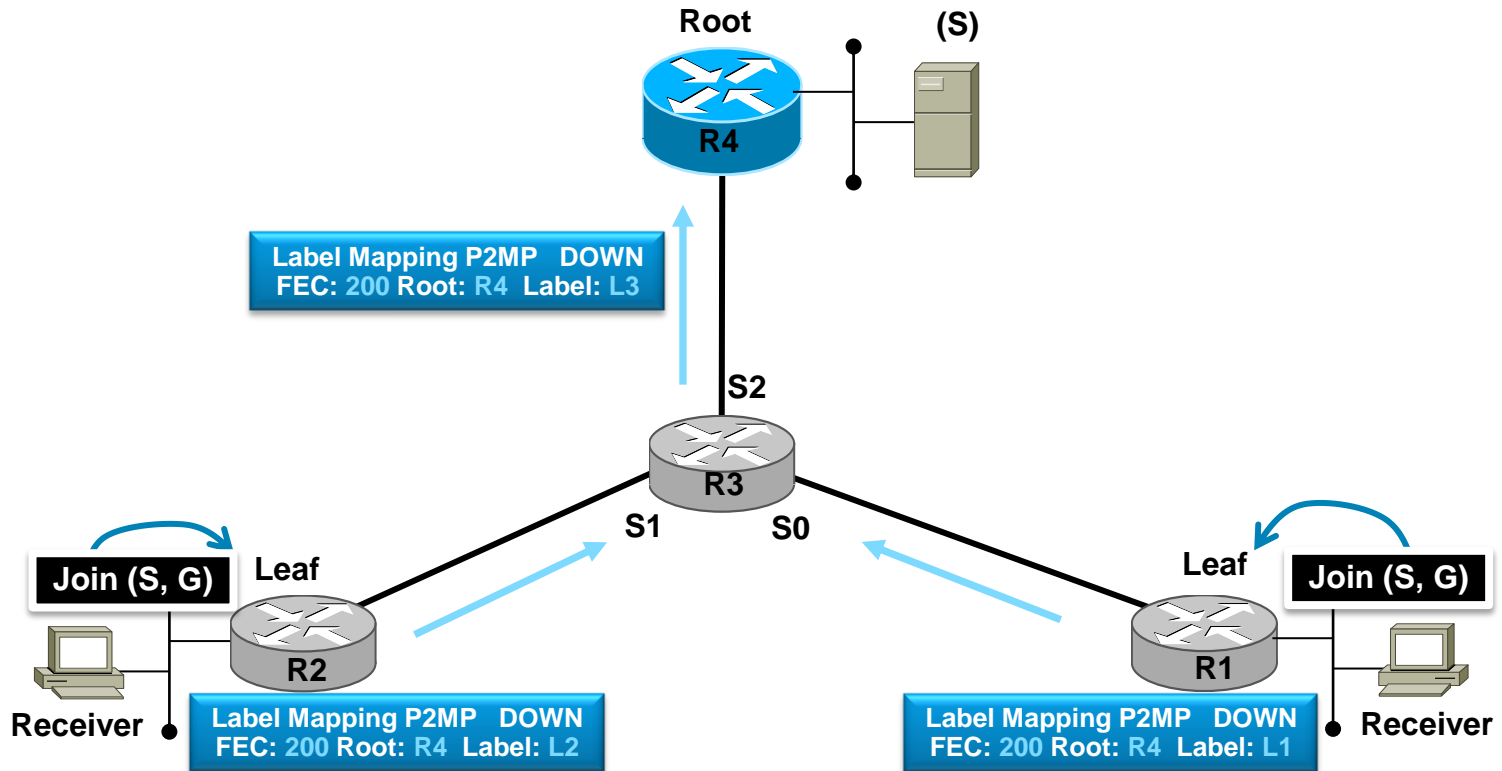 Root
(S)
R4
Label Mapping P2MP DOWN
FEC: 200 Root: R4 Label: L3
S2
R3
S1
S0
Join (S, G)
Leaf
Leaf
Join (S, G)
R2
R1
Receiver
Label Mapping P2MP DOWN
FEC: 200 Root: R4 Label: L2
Label Mapping P2MP DOWN
FEC: 200 Root: R4 Label: L1
Receiver